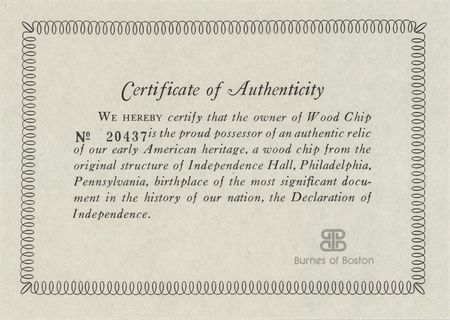 Certificate of Authenticity
WE HEREBY certify that the owner of Wood Chip
Nº 20437 is the proud possessor of an authentic relic
of our early American heritage, a wood chip from the
original structure of Independence Hall, Philadelphia,
Pennsylvania, birthplace of the most significant docu-
ment in the history of our nation, the Declaration of
Independence.
BB
Burnes of Boston